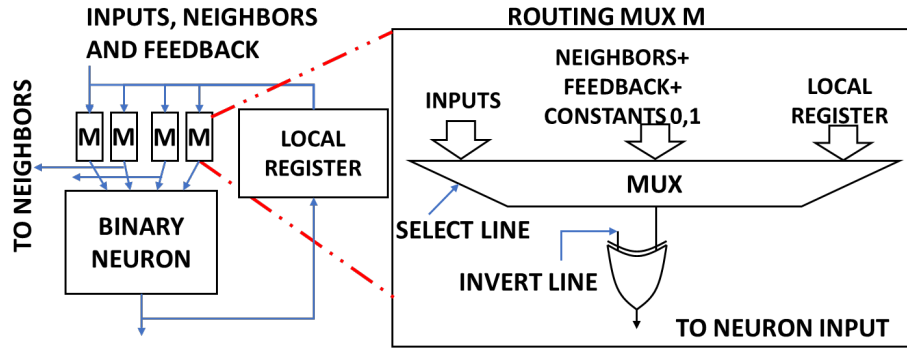 INPUTS, NEIGHBORS
AND FEEDBACK
TO NEIGHBORS
M
M
M
M
LOCAL
REGISTER
BINARY
NEURON
ROUTING MUX M
INPUTS
NEIGHBORS+
FEEDBACK+
CONSTANTS 0,1
LOCAL
REGISTER
MUX
SELECT LINE
INVERT LINE
TO NEURON INPUT